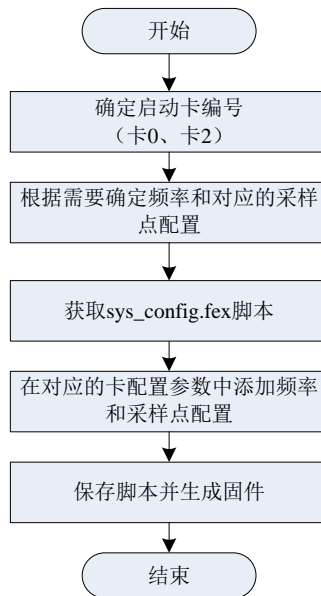 开始
确定启动卡编号
（卡0、卡2）
根据需要确定频率和对应的采样
点配置
获取sys_config.fex脚本
在对应的卡配置参数中添加频率
和采样点配置
保存脚本并生成固件
结束